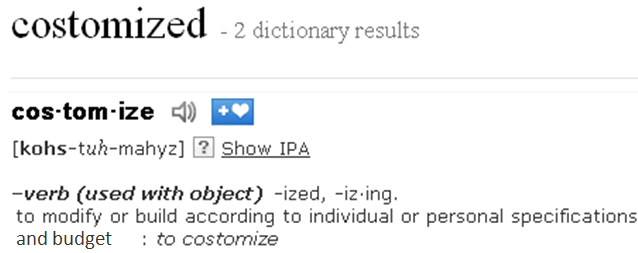 costomized - 2 dictionary results
cos·tom·ize
[kohs-tuh-mahyz] ? Show IPA
–verb (used with object) -ized, -iz·ing.
to modify or build according to individual or personal specifications
and budget : to costomize